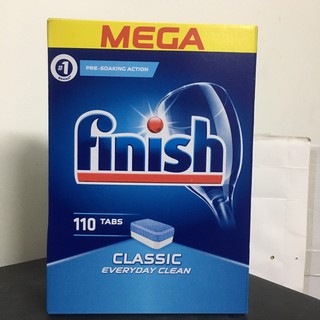 MEGA
#1
PRE-SOAKING ACTION
finish
110 TABS
CLASSIC
EVERYDAY CLEAN